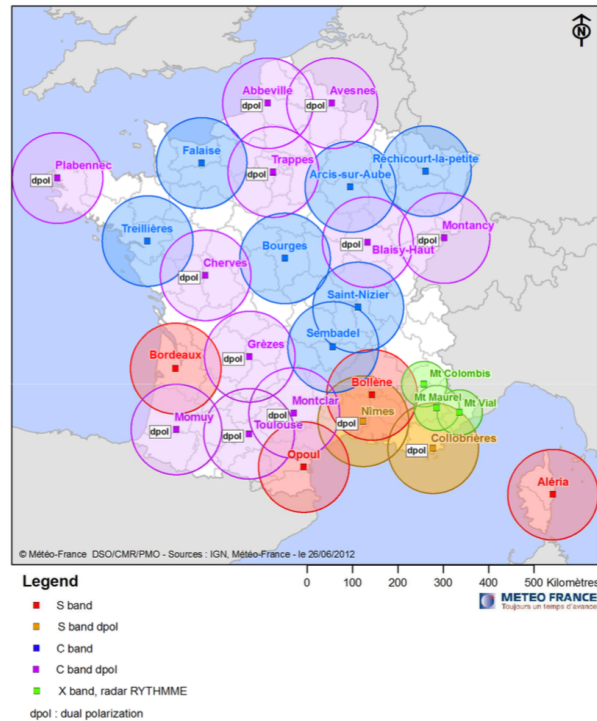 N
Abbeville
Avesnes
dpol
dpol
Falaise
Trappes
dpol
Rechicourt-la-petite
Arcis-sur-Aube
Plabennec
dpol
Treillières
Bourges
dpol
Blaisy-Haut
Montancy
dpol
Cherves
dpol
Saint-Nizier
Sembadel
Grèzes
dpol
Bordeaux
Bollène
Mt Colombis
Mt Maurel
Mt Vial
Montclar
dpol
Nîmes
dpol
Momuy
dpol
Toulouse
dpol
Collobrières
dpol
Opoul
Aléria
© Météo-France DSO/CMR/PMO - Sources : IGN, Météo-France - le 26/06/2012
Legend
0 100 200 300 400 500 Kilomètres
METEO FRANCE
Toujours un temps d'avance
S band
S band dpol
C band
C band dpol
X band, radar RYTHMME
dpol : dual polarization